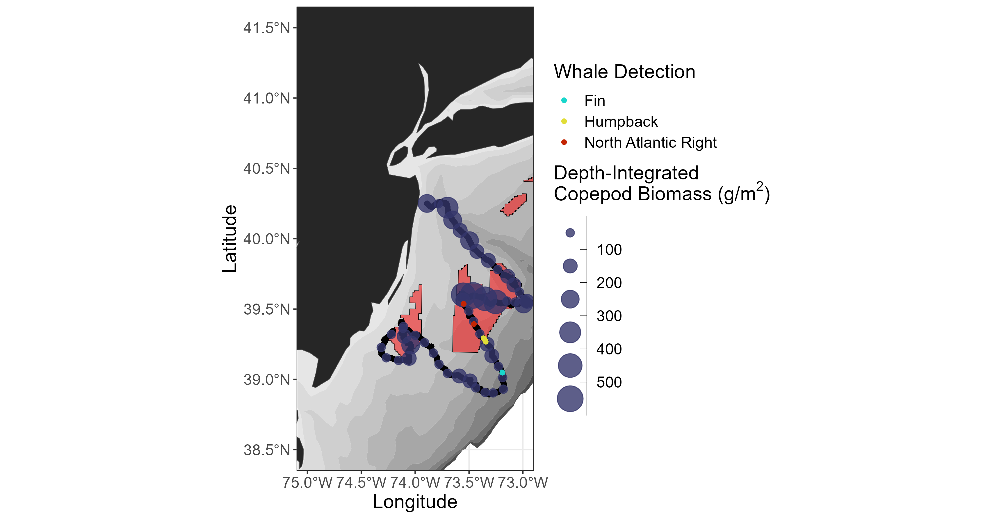 41.5°N
41.0°N
40.5°N
40.0°N
39.5°N
39.0°N
38.5°N
Latitude
75.0°W 74.5°W 74.0°W 73.5°W 73.0°W
Longitude
Whale Detection
Fin
Humpback
North Atlantic Right
Depth-Integrated
Copepod Biomass (g/m²)
100
200
300
400
500